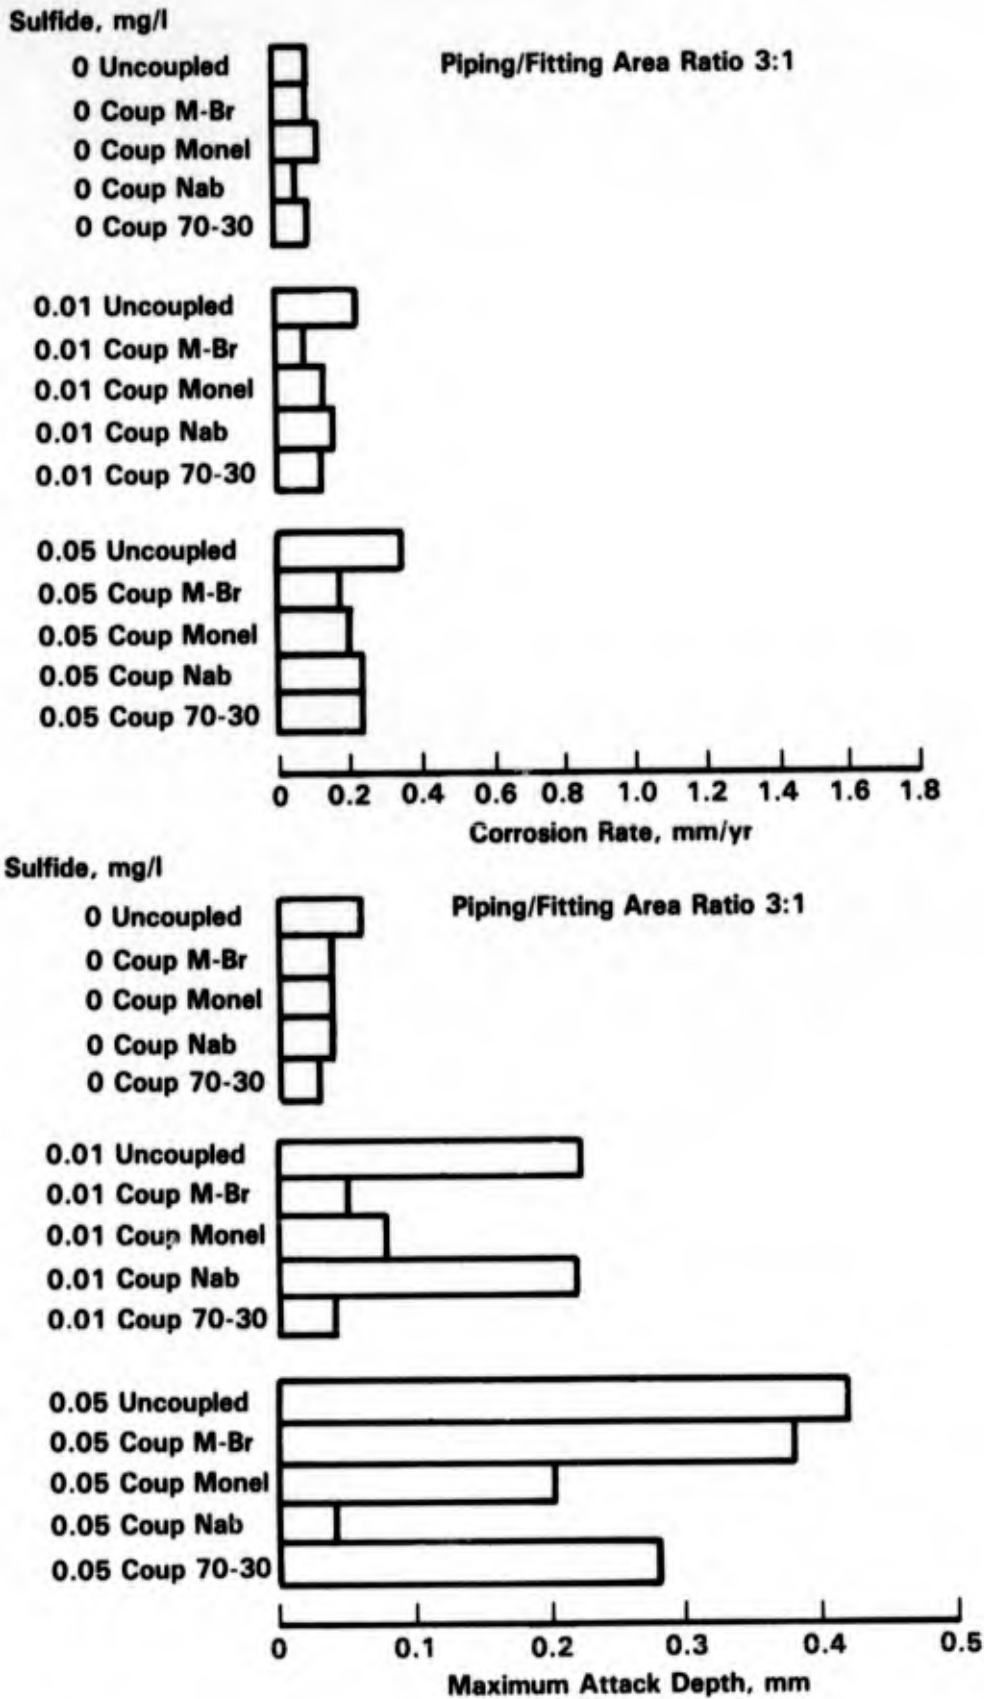 Sulfide, mg/l
Piping/Fitting Area Ratio 3:1
0 Uncoupled
0 Coup M-Br
0 Coup Monel
0 Coup Nab
0 Coup 70-30
0.01 Uncoupled
0.01 Coup M-Br
0.01 Coup Monel
0.01 Coup Nab
0.01 Coup 70-30
0.05 Uncoupled
0.05 Coup M-Br
0.05 Coup Monel
0.05 Coup Nab
0.05 Coup 70-30
0 0.2 0.4 0.6 0.8 1.0 1.2 1.4 1.6 1.8
Corrosion Rate, mm/yr
Sulfide, mg/l
Piping/Fitting Area Ratio 3:1
0 Uncoupled
0 Coup M-Br
0 Coup Monel
0 Coup Nab
0 Coup 70-30
0.01 Uncoupled
0.01 Coup M-Br
0.01 Coup Monel
0.01 Coup Nab
0.01 Coup 70-30
0.05 Uncoupled
0.05 Coup M-Br
0.05 Coup Monel
0.05 Coup Nab
0.05 Coup 70-30
0 0.1 0.2 0.3 0.4 0.5
Maximum Attack Depth, mm